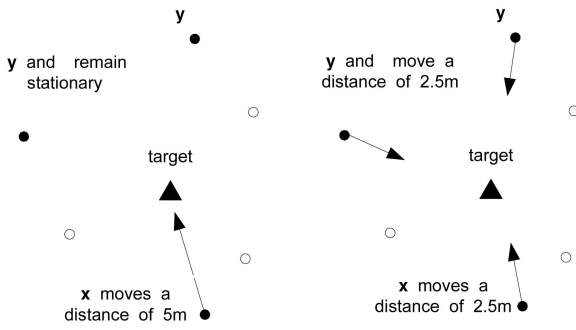 y
y and remain
stationary
target
x moves a
distance of 5m
y
y and move a
distance of 2.5m
target
x moves a
distance of 2.5m